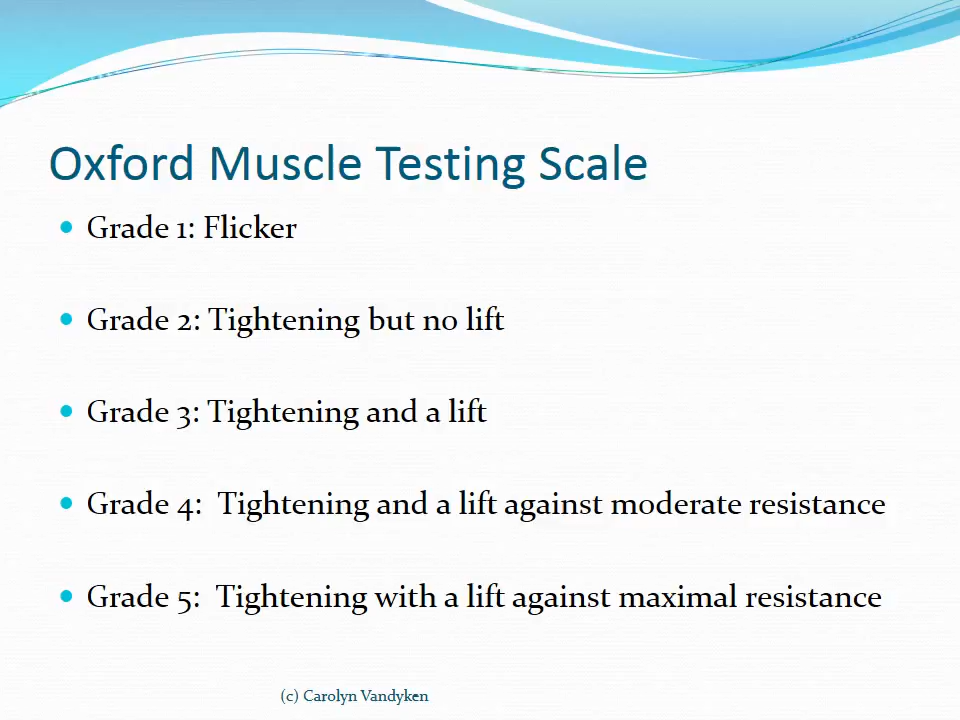 Oxford Muscle Testing Scale
Grade 1: Flicker
Grade 2: Tightening but no lift
Grade 3: Tightening and a lift
Grade 4: Tightening and a lift against moderate resistance
Grade 5: Tightening with a lift against maximal resistance
(c) Carolyn Vandyken